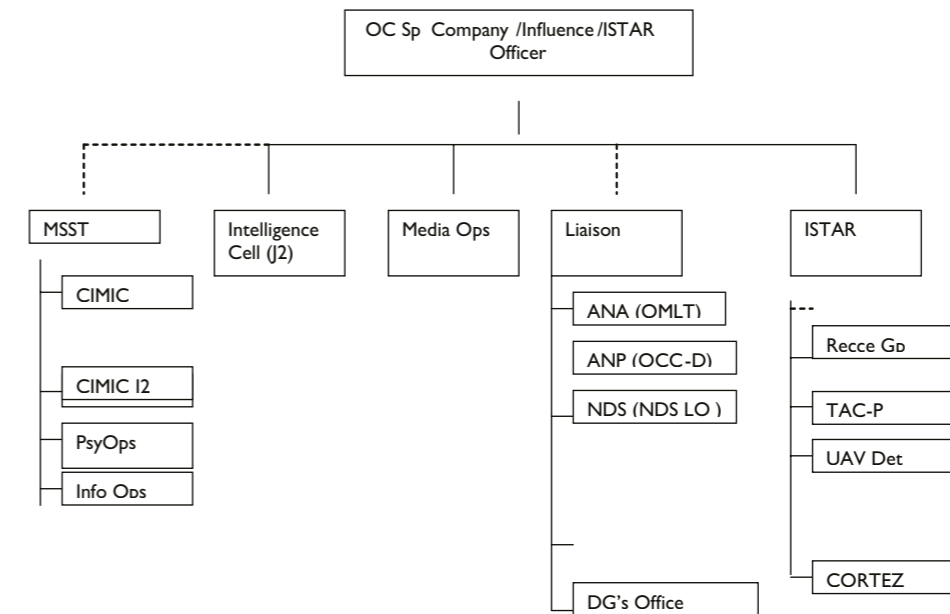 OC Sp Company /Influence/ISTAR
Officer
MSST
Intelligence
Cell (J2)
Media Ops
Liaison
ISTAR
CIMIC
CIMIC I2
PsyOps
Info Ops
ANA (OMLT)
ANP (OCC-D)
NDS (NDS LO )
DG's Office
Recce Gp
TAC-P
UAV Det
CORTEZ